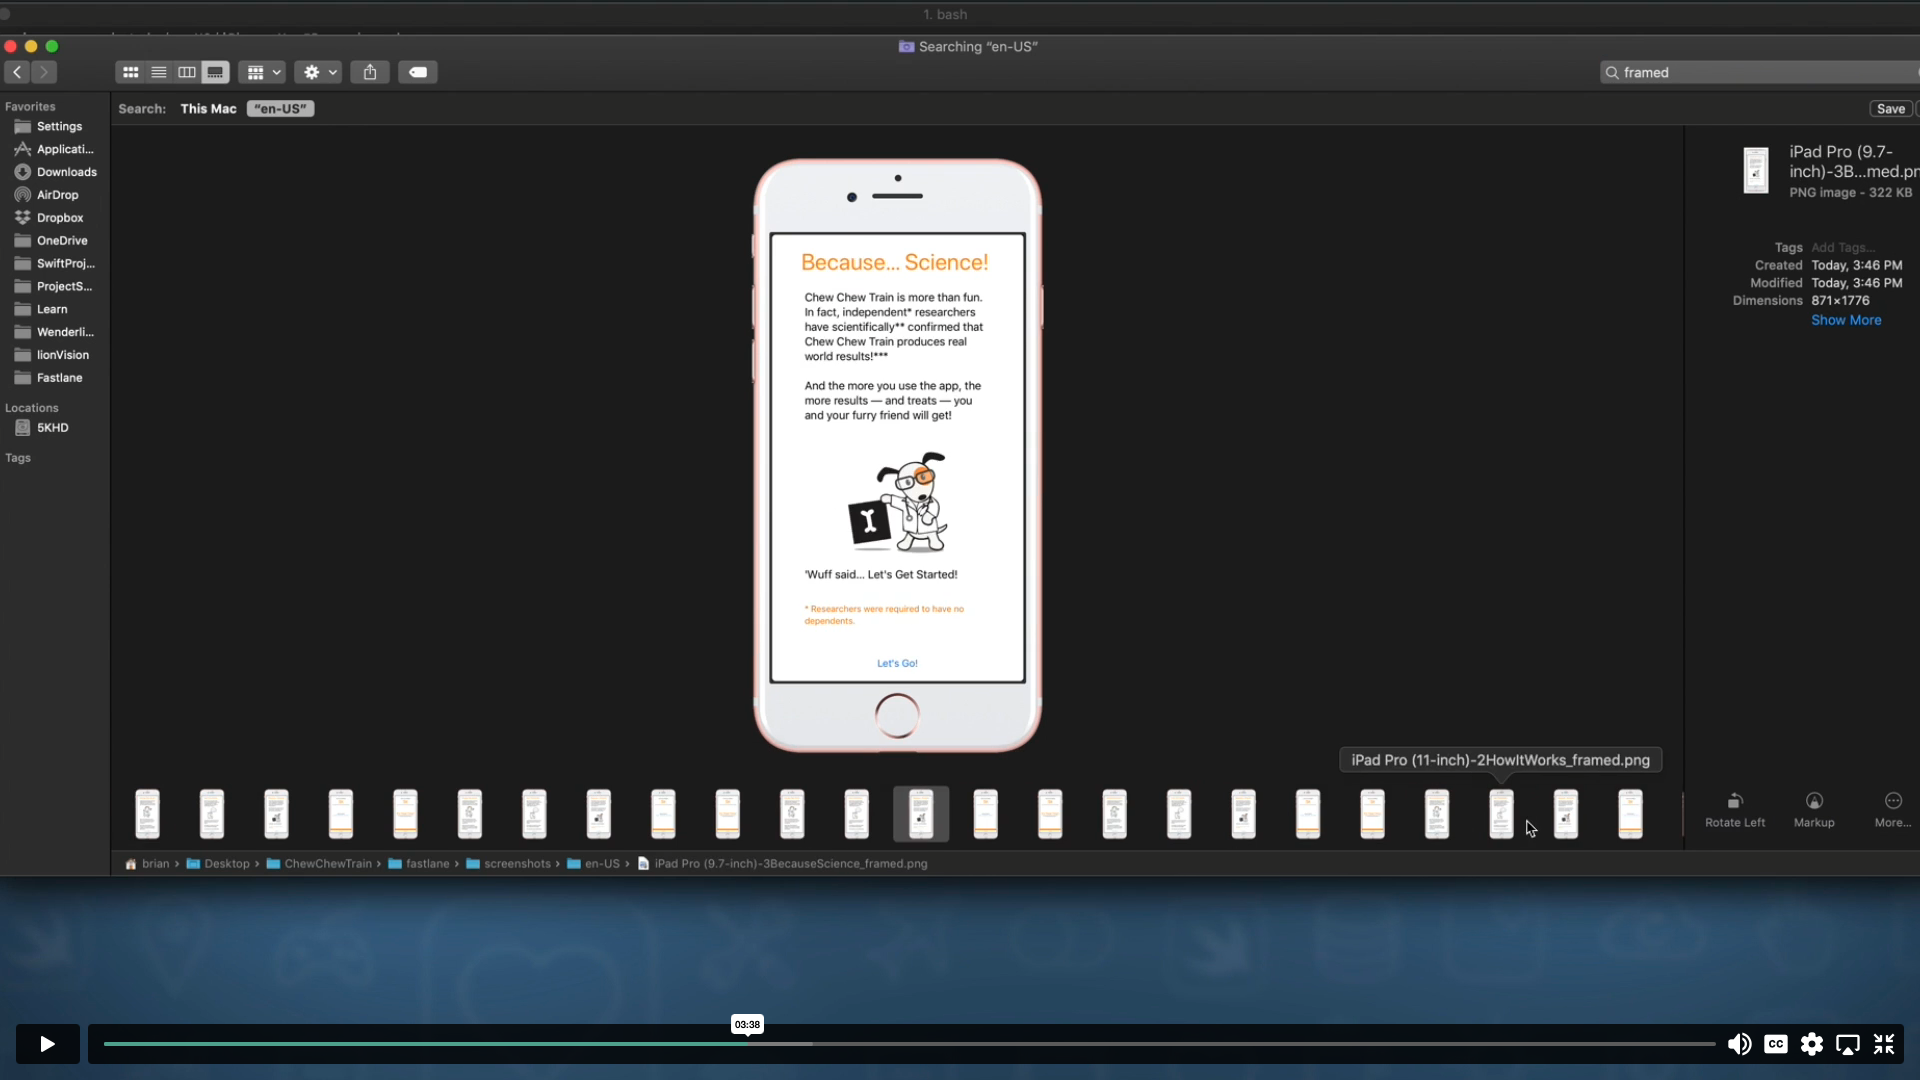 1. bash
Searching “en-US”
framed
Search: This Mac “en-US”
Save
Favorites
Settings
Applicati...
Downloads
AirDrop
Dropbox
OneDrive
SwiftProj...
ProjectS...
Learn
Wenderli...
lionVision
Fastlane
Locations
5KHD
Tags
Because... Science!
Chew Chew Train is more than fun.
In fact, independent* researchers
have scientifically** confirmed that
Chew Chew Train produces real
world results!***
And the more you use the app, the
more results — and treats — you
and your furry friend will get!
'Wuff said... Let's Get Started!
* Researchers were required to have no
dependents.
Let's Go!
iPad Pro (9.7-
inch)-3B...med.pn
PNG image - 322 KB
Tags Add Tags...
Created Today, 3:46 PM
Modified Today, 3:46 PM
Dimensions 871×1776
Show More
iPad Pro (11-inch)-2HowItWorks_framed.png
Rotate Left
Markup
More...
brian › Desktop › ChewChewTrain › fastlane › screenshots › en-US › iPad Pro (9.7-inch)-3BecauseScience_framed.png
03:38
CC